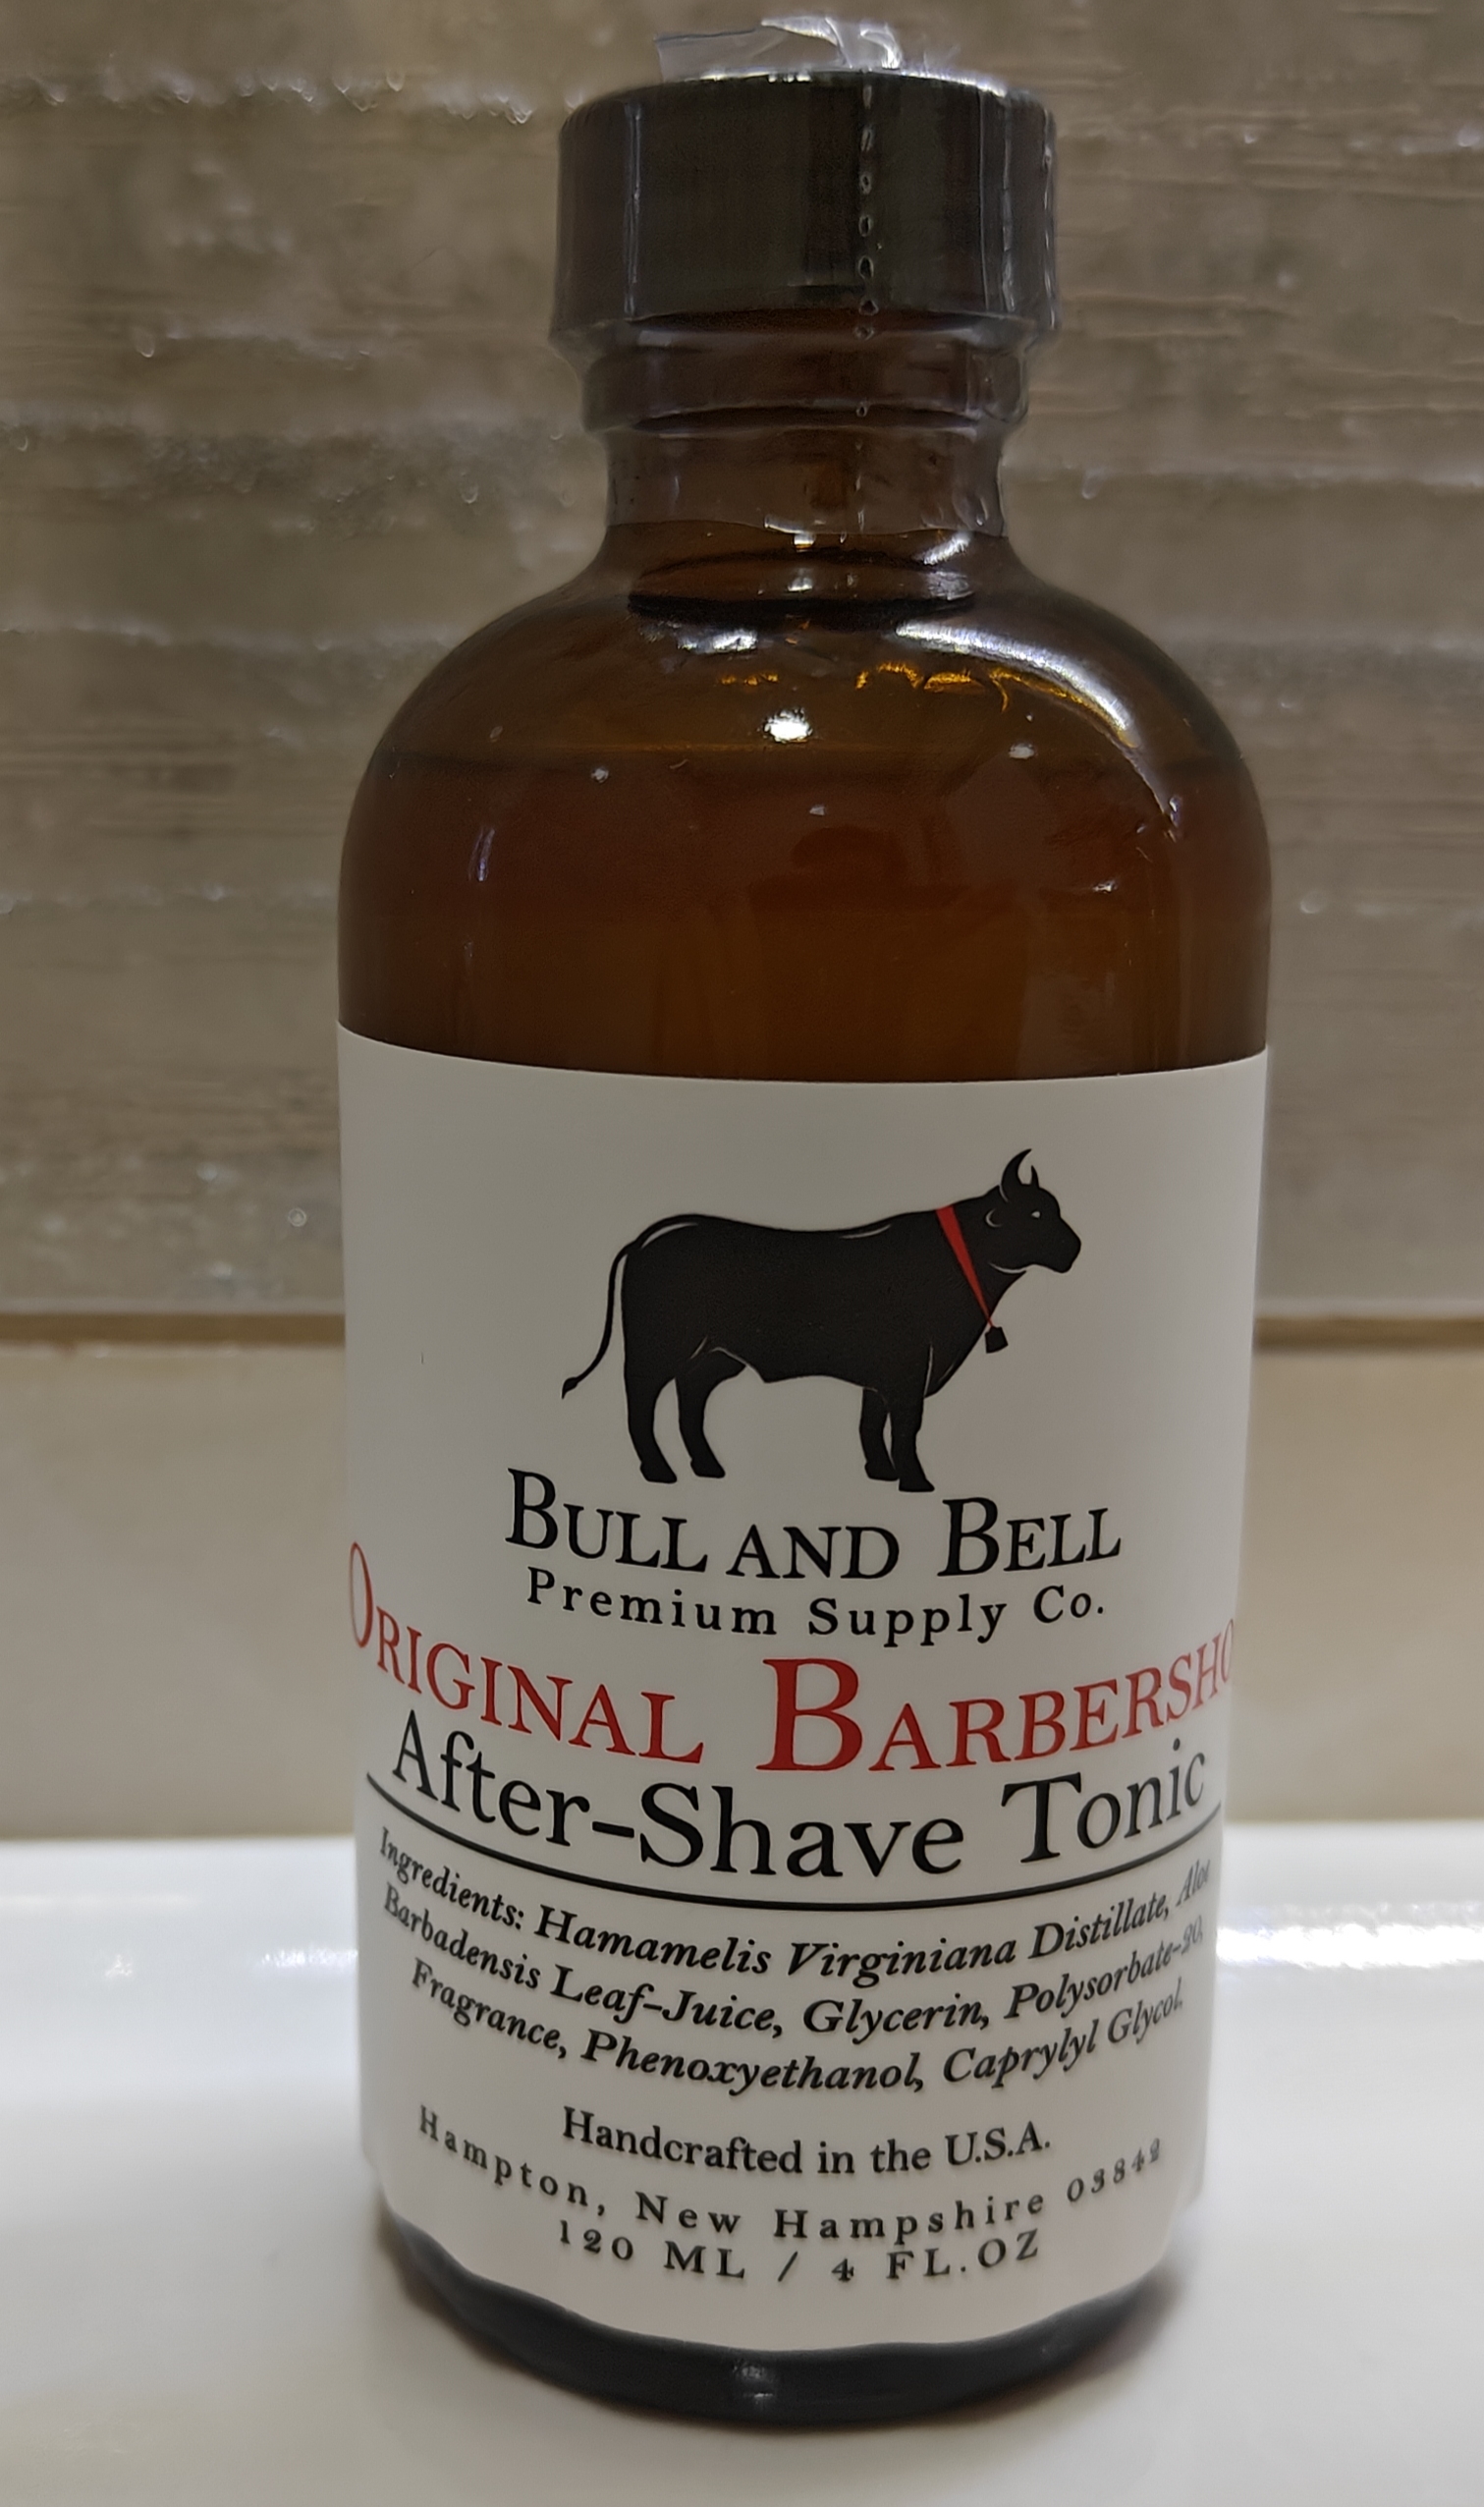 BULL AND BELL
Premium Supply Co.
ORIGINAL BARBERSHO
After-Shave Tonic
Ingredients: Hamamelis Virginiana Distillate, Aloe
Barbadensis Leaf-Juice, Glycerin, Polysorbate-20,
Fragrance, Phenoxyethanol, Caprylyl Glycol,
Handcrafted in the U.S.A.
Hampton, New Hampshire 03842
120 ML / 4 FL.OZ